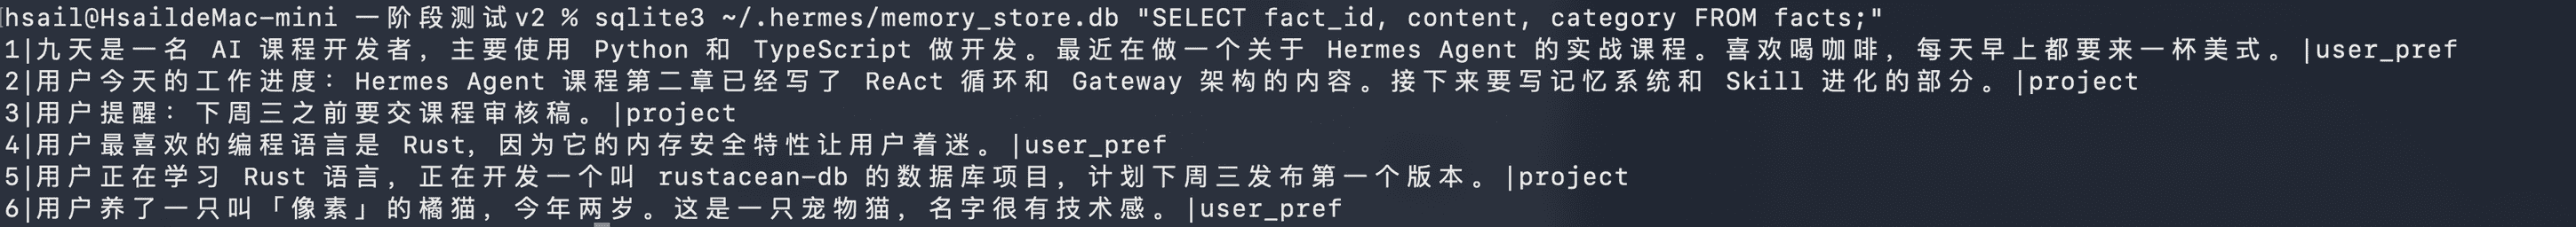 hsail@HsaildeMac-mini 一阶段测试v2 % sqlite3 ~/.hermes/memory_store.db "SELECT fact_id, content, category FROM facts;"
1|九天是一名 AI 课程开发者，主要使用 Python 和 TypeScript 做开发。最近在做一个关于 Hermes Agent 的实战课程。喜欢喝咖啡，每天早上都要来一杯美式。|user_pref
2|用户今天的工作进度：Hermes Agent 课程第二章已经写了 ReAct 循环和 Gateway 架构的内容。接下来要写记忆系统和 Skill 进化的部分。|project
3|用户提醒：下周三之前要交课程审核稿。|project
4|用户最喜欢的编程语言是 Rust，因为它的内存安全特性让用户着迷。|user_pref
5|用户正在学习 Rust 语言，正在开发一个叫 rustacean-db 的数据库项目，计划下周三发布第一个版本。|project
6|用户养了一只叫「像素」的橘猫，今年两岁。这是一只宠物猫，名字很有技术感。|user_pref